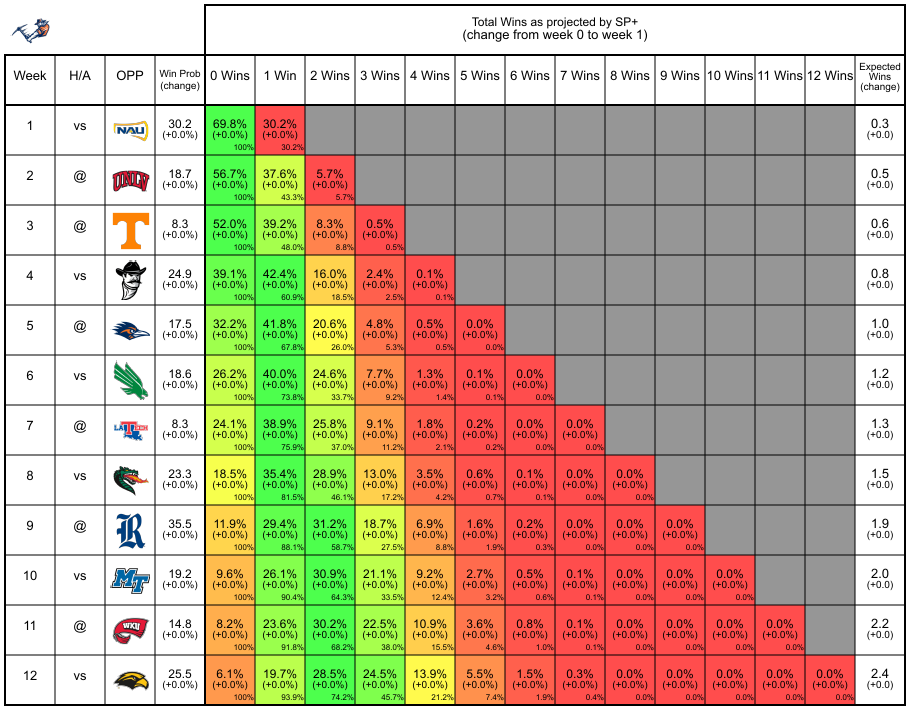 Total Wins as projected by SP+
(change from week 0 to week 1)
Week H/A OPP Win Prob (change) 0 Wins 1 Win 2 Wins 3 Wins 4 Wins 5 Wins 6 Wins 7 Wins 8 Wins 9 Wins 10 Wins 11 Wins 12 Wins Expected Wins (change)
1 vs NAU 30.2 69.8% 30.2% 0.3
(+0.0%) (+0.0%) (+0.0%) (+0.0)
100% 30.2%
2 @ UNLV 18.7 56.7% 37.6% 5.7% 0.5
(+0.0%) (+0.0%) (+0.0%) (+0.0%) (+0.0)
100% 43.3% 5.7%
3 @ T 8.3 52.0% 39.2% 8.3% 0.5% 0.6
(+0.0%) (+0.0%) (+0.0%) (+0.0%) (+0.0%) (+0.0)
100% 48.0% 8.8% 0.5%
4 vs 24.9 39.1% 42.4% 16.0% 2.4% 0.1% 0.8
(+0.0%) (+0.0%) (+0.0%) (+0.0%) (+0.0%) (+0.0%) (+0.0)
100% 60.9% 18.5% 2.5% 0.1%
5 @ 17.5 32.2% 41.8% 20.6% 4.8% 0.5% 0.0% 1.0
(+0.0%) (+0.0%) (+0.0%) (+0.0%) (+0.0%) (+0.0%) (+0.0%) (+0.0)
100% 67.8% 26.0% 5.3% 0.5% 0.0%
6 vs 18.6 26.2% 40.0% 24.6% 7.7% 1.3% 0.1% 0.0% 1.2
(+0.0%) (+0.0%) (+0.0%) (+0.0%) (+0.0%) (+0.0%) (+0.0%) (+0.0%) (+0.0)
100% 73.8% 33.7% 9.2% 1.4% 0.1% 0.0%
7 @ LA TECH 8.3 24.1% 38.9% 25.8% 9.1% 1.8% 0.2% 0.0% 0.0% 1.3
(+0.0%) (+0.0%) (+0.0%) (+0.0%) (+0.0%) (+0.0%) (+0.0%) (+0.0%) (+0.0%) (+0.0)
100% 75.9% 37.0% 11.2% 2.1% 0.2% 0.0% 0.0%
8 vs 23.3 18.5% 35.4% 28.9% 13.0% 3.5% 0.6% 0.1% 0.0% 0.0% 1.5
(+0.0%) (+0.0%) (+0.0%) (+0.0%) (+0.0%) (+0.0%) (+0.0%) (+0.0%) (+0.0%) (+0.0%) (+0.0)
100% 81.5% 46.1% 17.2% 4.2% 0.7% 0.1% 0.0% 0.0%
9 @ R 35.5 11.9% 29.4% 31.2% 18.7% 6.9% 1.6% 0.2% 0.0% 0.0% 0.0% 1.9
(+0.0%) (+0.0%) (+0.0%) (+0.0%) (+0.0%) (+0.0%) (+0.0%) (+0.0%) (+0.0%) (+0.0%) (+0.0%) (+0.0)
100% 88.1% 58.7% 27.5% 8.8% 1.9% 0.3% 0.0% 0.0% 0.0%
10 vs MT 19.2 9.6% 26.1% 30.9% 21.1% 9.2% 2.7% 0.5% 0.1% 0.0% 0.0% 0.0% 2.0
(+0.0%) (+0.0%) (+0.0%) (+0.0%) (+0.0%) (+0.0%) (+0.0%) (+0.0%) (+0.0%) (+0.0%) (+0.0%) (+0.0%) (+0.0)
100% 90.4% 64.3% 33.5% 12.4% 3.2% 0.6% 0.1% 0.0% 0.0% 0.0%
11 @ WKU 14.8 8.2% 23.6% 30.2% 22.5% 10.9% 3.6% 0.8% 0.1% 0.0% 0.0% 0.0% 0.0% 2.2
(+0.0%) (+0.0%) (+0.0%) (+0.0%) (+0.0%) (+0.0%) (+0.0%) (+0.0%) (+0.0%) (+0.0%) (+0.0%) (+0.0%) (+0.0%) (+0.0)
100% 91.8% 68.2% 38.0% 15.5% 4.6% 1.0% 0.1% 0.0% 0.0% 0.0% 0.0%
12 vs 25.5 6.1% 19.7% 28.5% 24.5% 13.9% 5.5% 1.5% 0.3% 0.0% 0.0% 0.0% 0.0% 0.0% 2.4
(+0.0%) (+0.0%) (+0.0%) (+0.0%) (+0.0%) (+0.0%) (+0.0%) (+0.0%) (+0.0%) (+0.0%) (+0.0%) (+0.0%) (+0.0%) (+0.0%) (+0.0)
100% 93.9% 74.2% 45.7% 21.2% 7.4% 1.9% 0.4% 0.0% 0.0% 0.0% 0.0% 0.0%